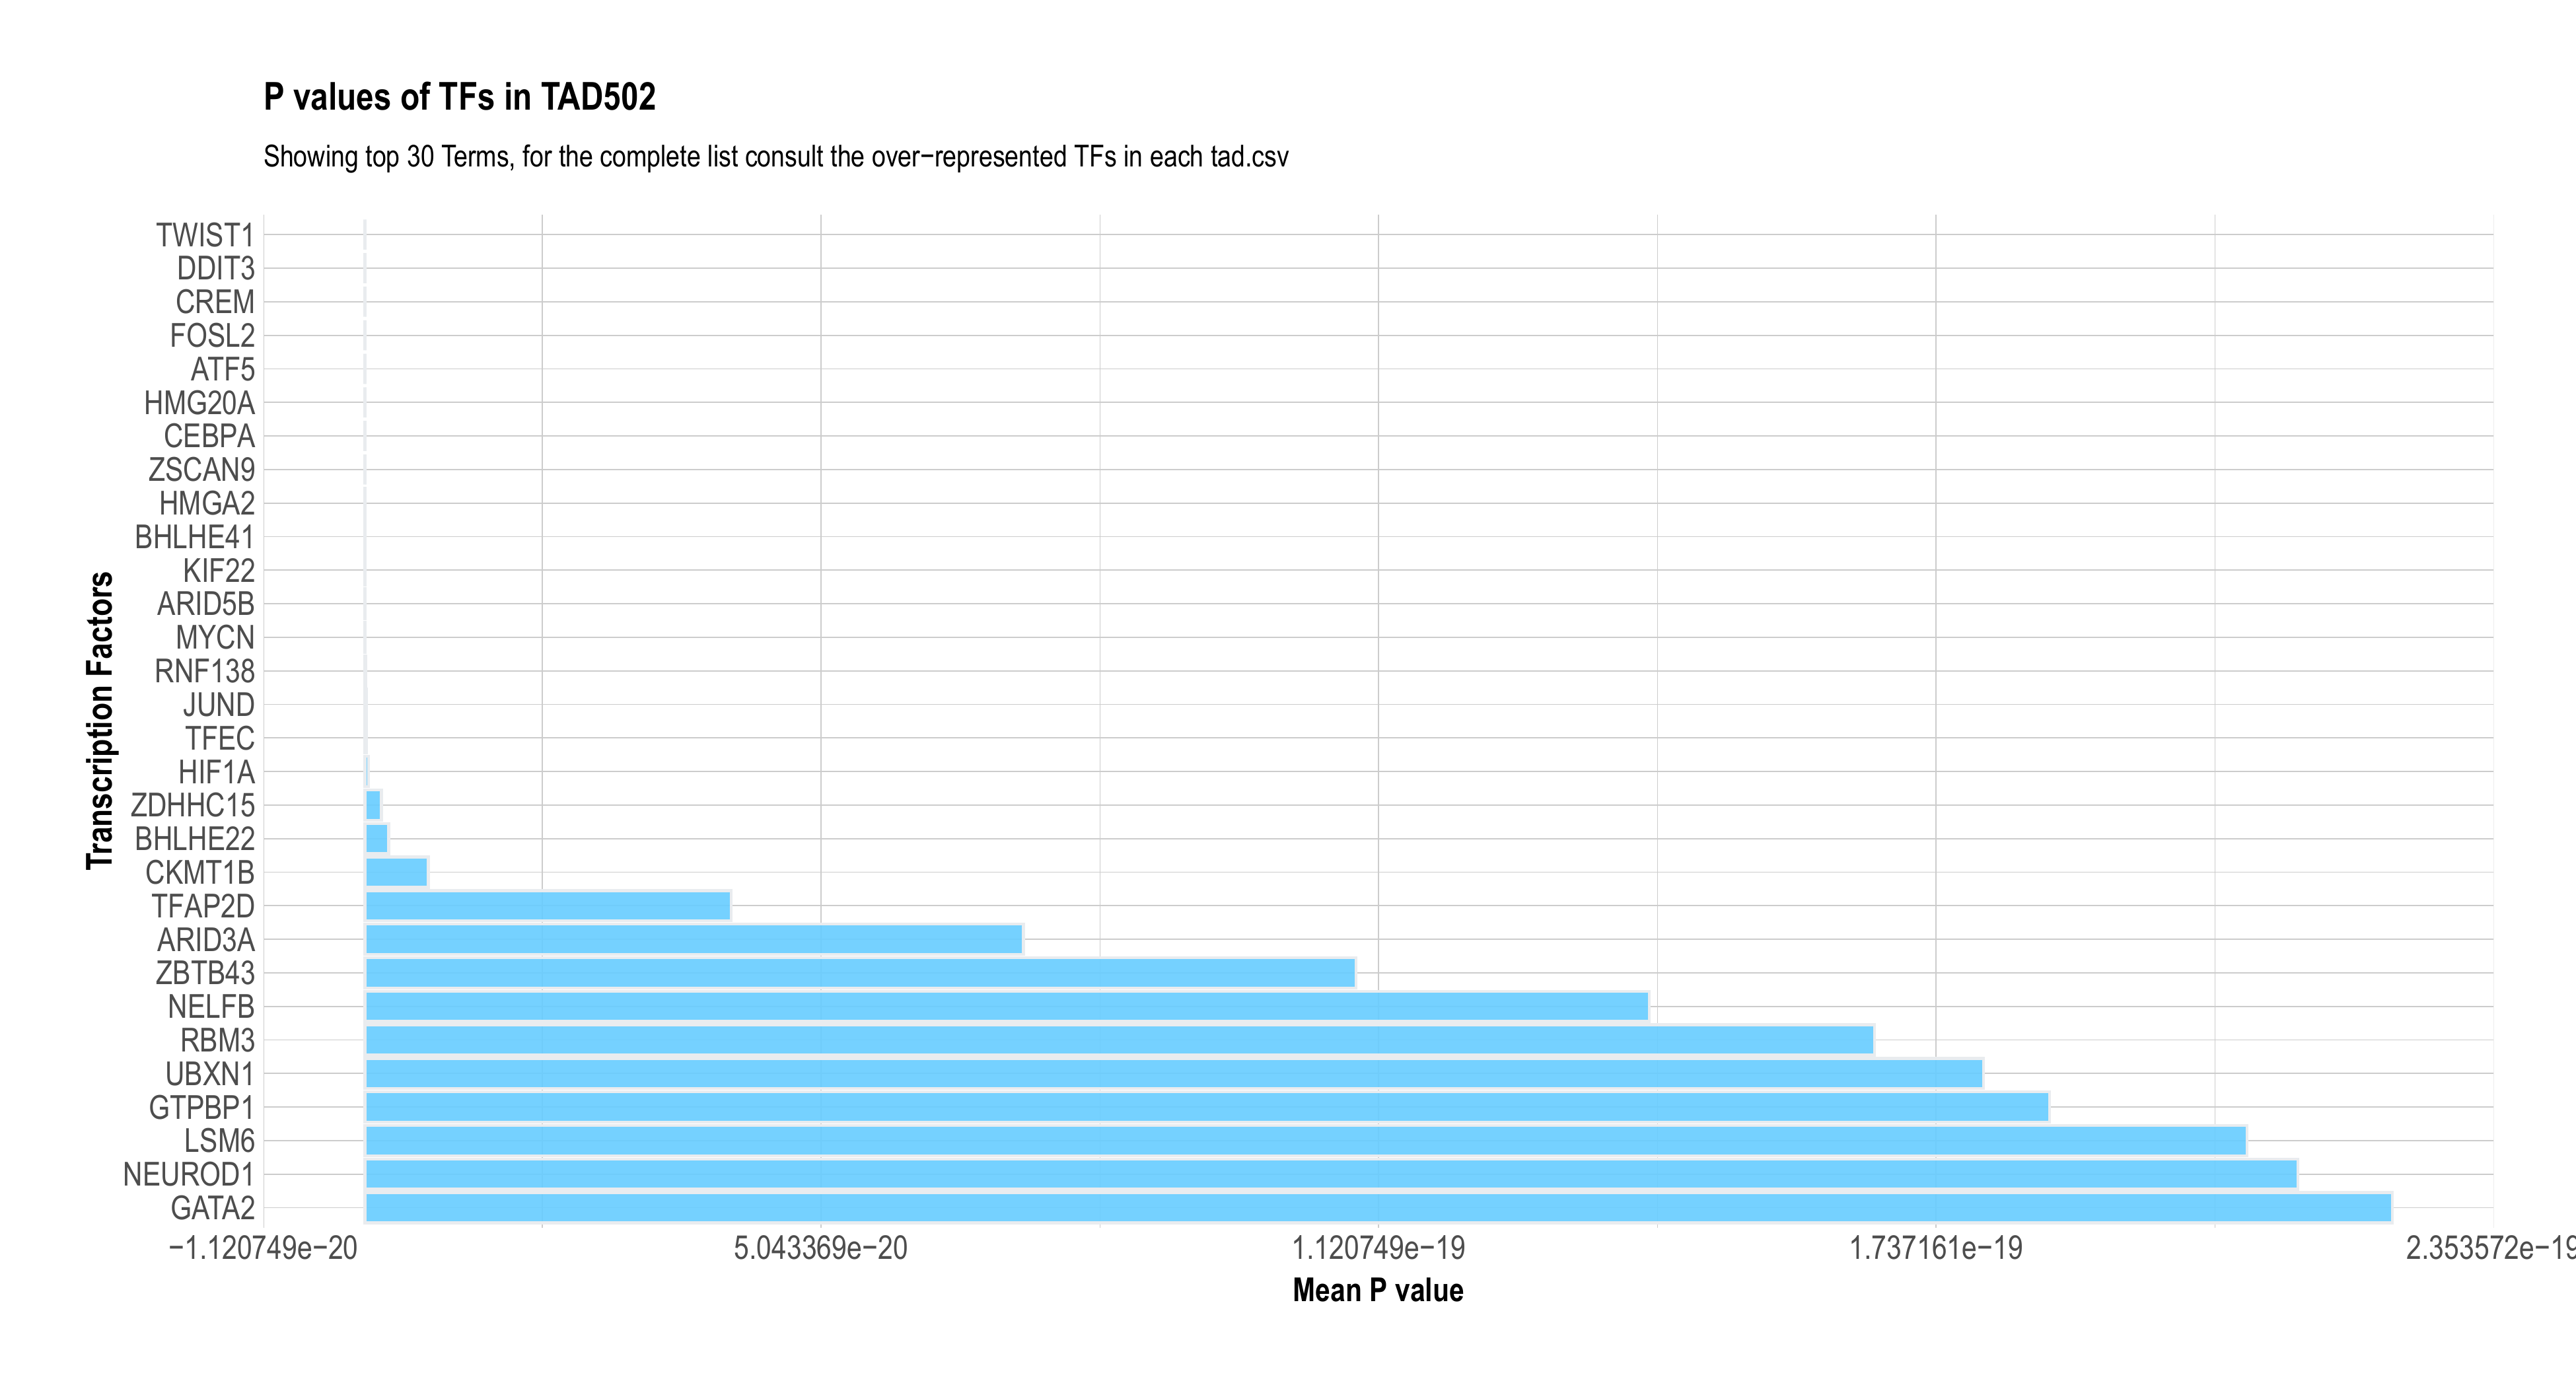 P values of TFs in TAD502
Showing top 30 Terms, for the complete list consult the over−represented TFs in each tad.csv
Transcription Factors
TWIST1
DDIT3
CREM
FOSL2
ATF5
HMG20A
CEBPA
ZSCAN9
HMGA2
BHLHE41
KIF22
ARID5B
MYCN
RNF138
JUND
TFEC
HIF1A
ZDHHC15
BHLHE22
CKMT1B
TFAP2D
ARID3A
ZBTB43
NELFB
RBM3
UBXN1
GTPBP1
LSM6
NEUROD1
GATA2
−1.120749e−20 5.043369e−20 1.120749e−19 1.737161e−19 2.353572e−19
Mean P value